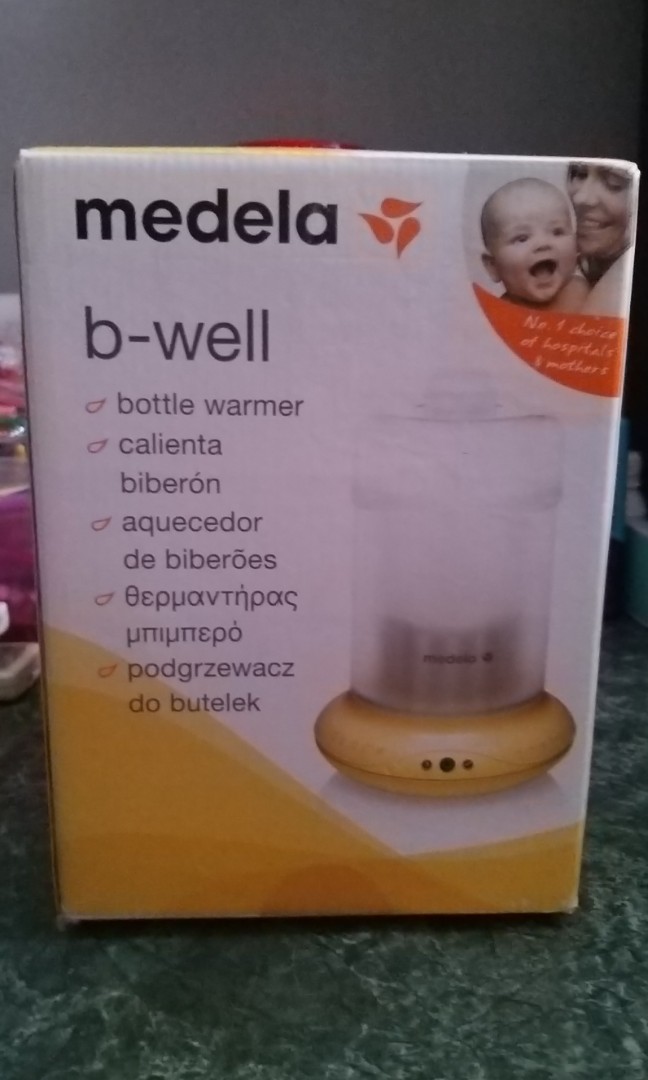 medela
No. 1 choice
of hospitals
& mothers
b-well
bottle warmer
calienta
biberón
aquecedor
de biberões
θερμαντήρας
μπιμπερό
podgrzewacz
do butelek
medela